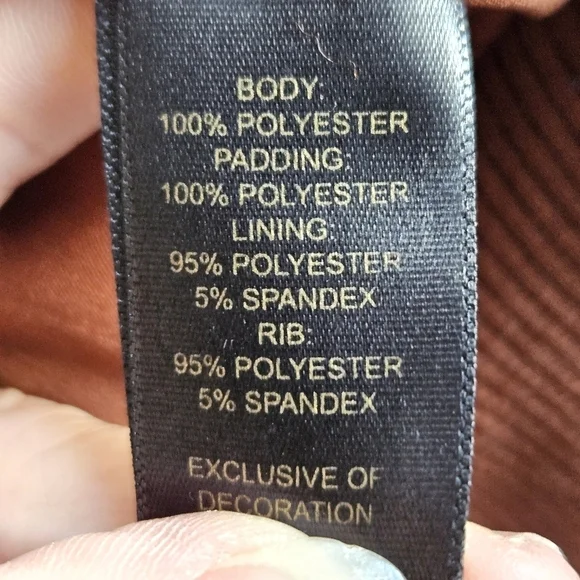 BODY:
100% POLYESTER
PADDING:
100% POLYESTER
LINING:
95% POLYESTER
5% SPANDEX
RIB:
95% POLYESTER
5% SPANDEX
EXCLUSIVE OF
DECORATION